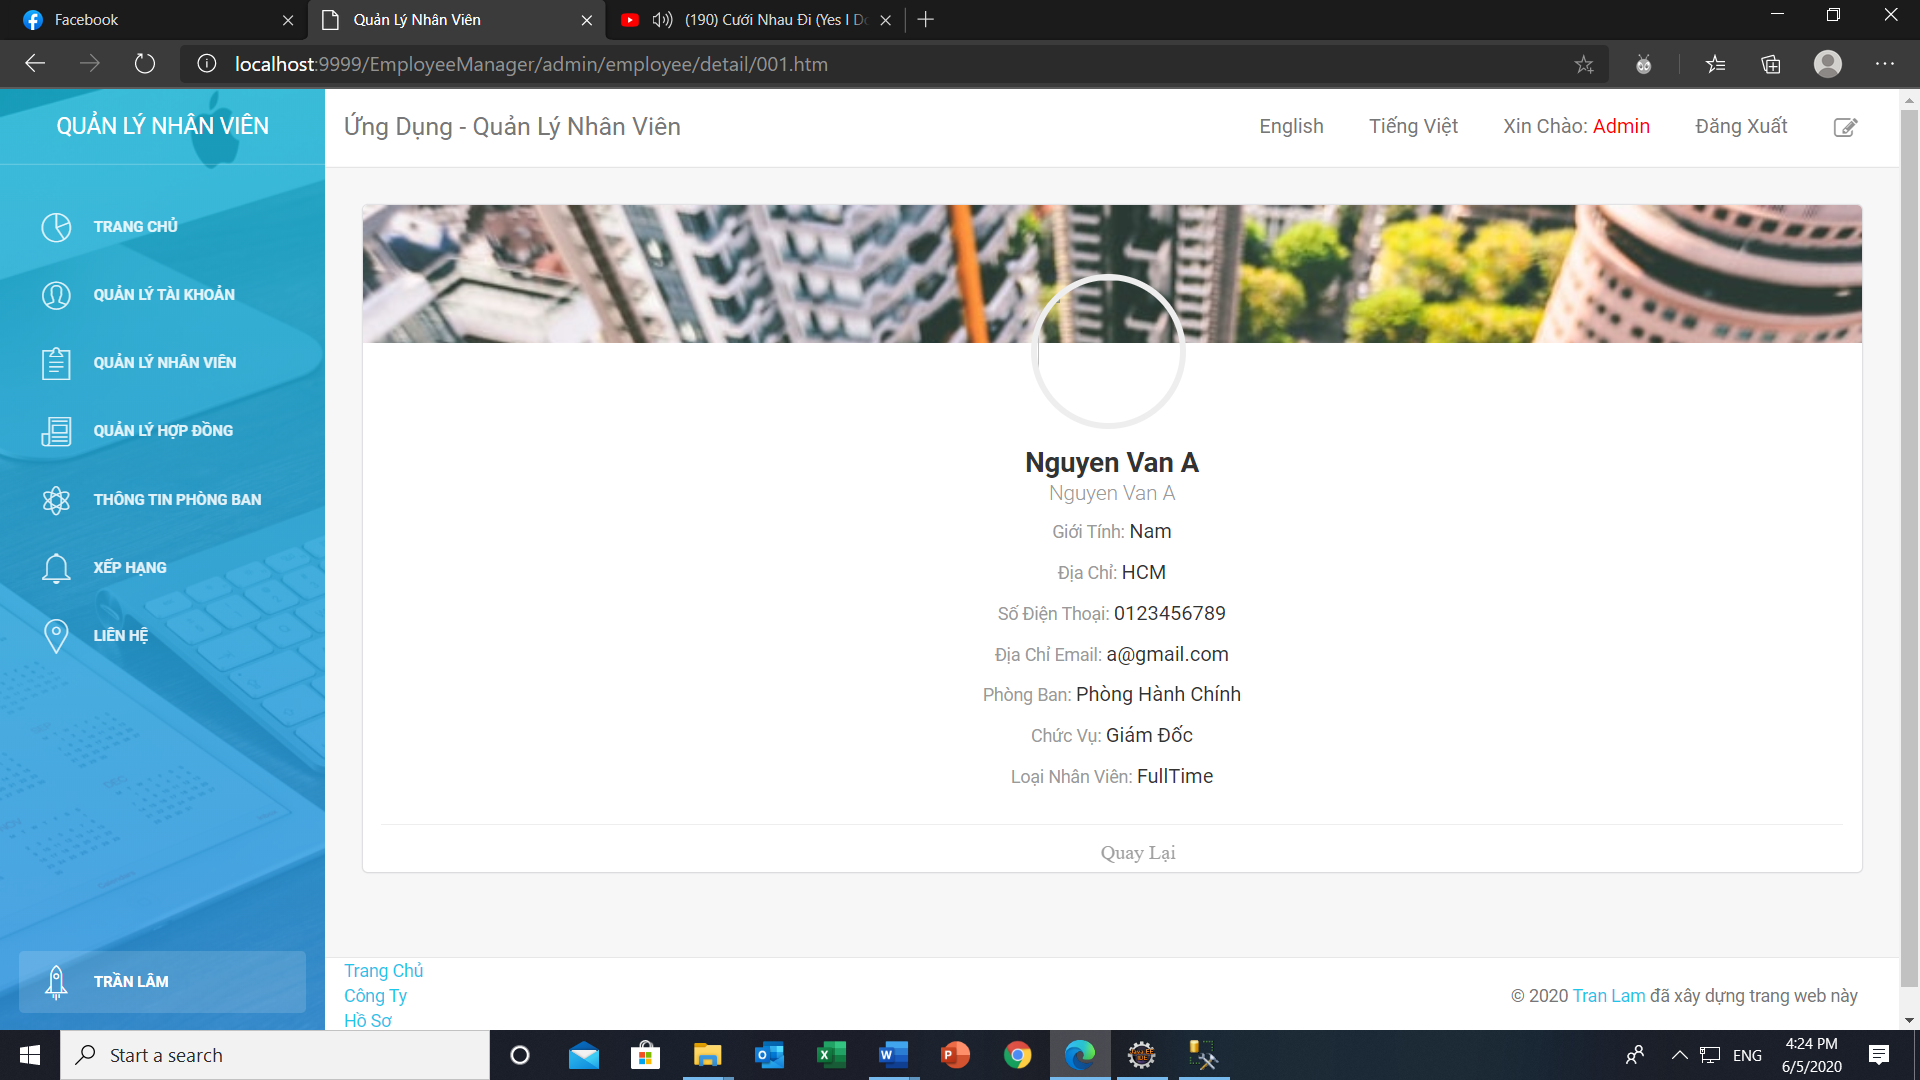 Facebook
Quản Lý Nhân Viên
(190) Cưới Nhau Đi (Yes I Do
localhost:9999/EmployeeManager/admin/employee/detail/001.htm
QUẢN LÝ NHÂN VIÊN
Ứng Dụng - Quản Lý Nhân Viên
English
Tiếng Việt
Xin Chào: Admin
Đăng Xuất
TRANG CHỦ
QUẢN LÝ TÀI KHOẢN
QUẢN LÝ NHÂN VIÊN
QUẢN LÝ HỢP ĐỒNG
THÔNG TIN PHÒNG BAN
XẾP HẠNG
LIÊN HỆ
TRẦN LÂM
Nguyen Van A
Nguyen Van A
Giới Tính: Nam
Địa Chỉ: HCM
Số Điện Thoại: 0123456789
Địa Chỉ Email: a@gmail.com
Phòng Ban: Phòng Hành Chính
Chức Vụ: Giám Đốc
Loại Nhân Viên: FullTime
Quay Lại
Trang Chủ
Công Ty
Hồ Sơ
© 2020 Tran Lam đã xây dựng trang web này
Start a search
ENG
4:24 PM
6/5/2020